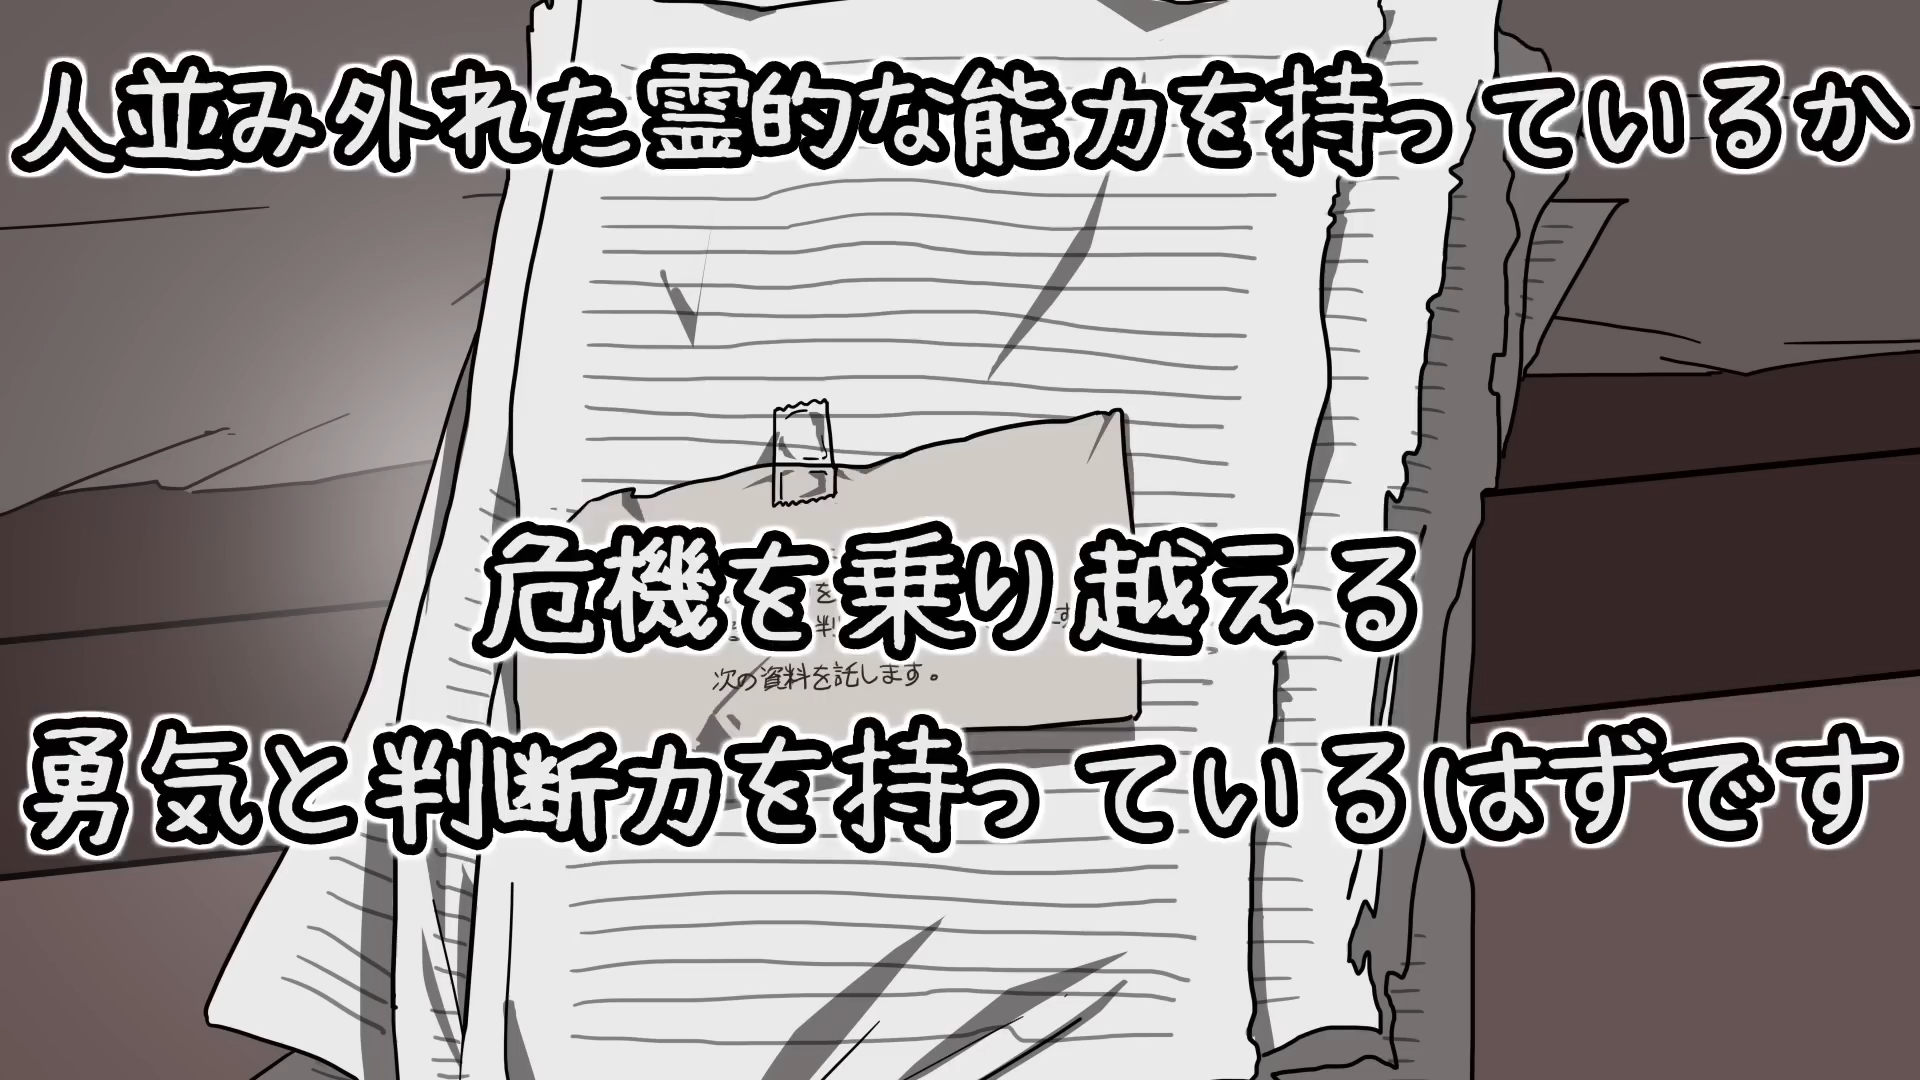 人並み外れた霊的な能力を持っているか
危機を乗り越える
次の資料を託します。
勇気と判断力を持っているはずです